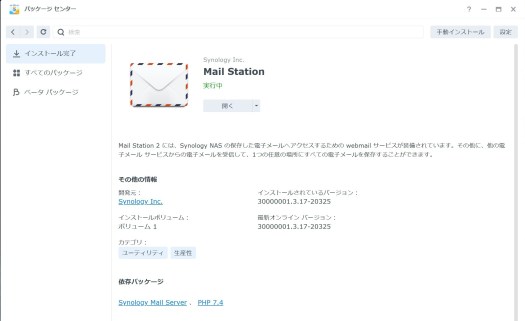 パッケージ センター
検索
手動インストール
設定
インストール完了
すべてのパッケージ
ベータ パッケージ
Synology Inc.
Mail Station
実行中
開く
Mail Station 2 には、Synology NAS の保存した電子メールへアクセスするための webmail サービスが装備されています。その他に、他の電
子メール サービスからの電子メールを受信して、1つの任意の場所にすべての電子メールを保存することができます。
その他の情報
開発元：
Synology Inc.
インストールされているバージョン：
30000001.3.17-20325
インストールボリューム：
ボリューム 1
最新オンライン バージョン：
30000001.3.17-20325
カテゴリ：
ユーティリティ 生産性
依存パッケージ
Synology Mail Server 、 PHP 7.4